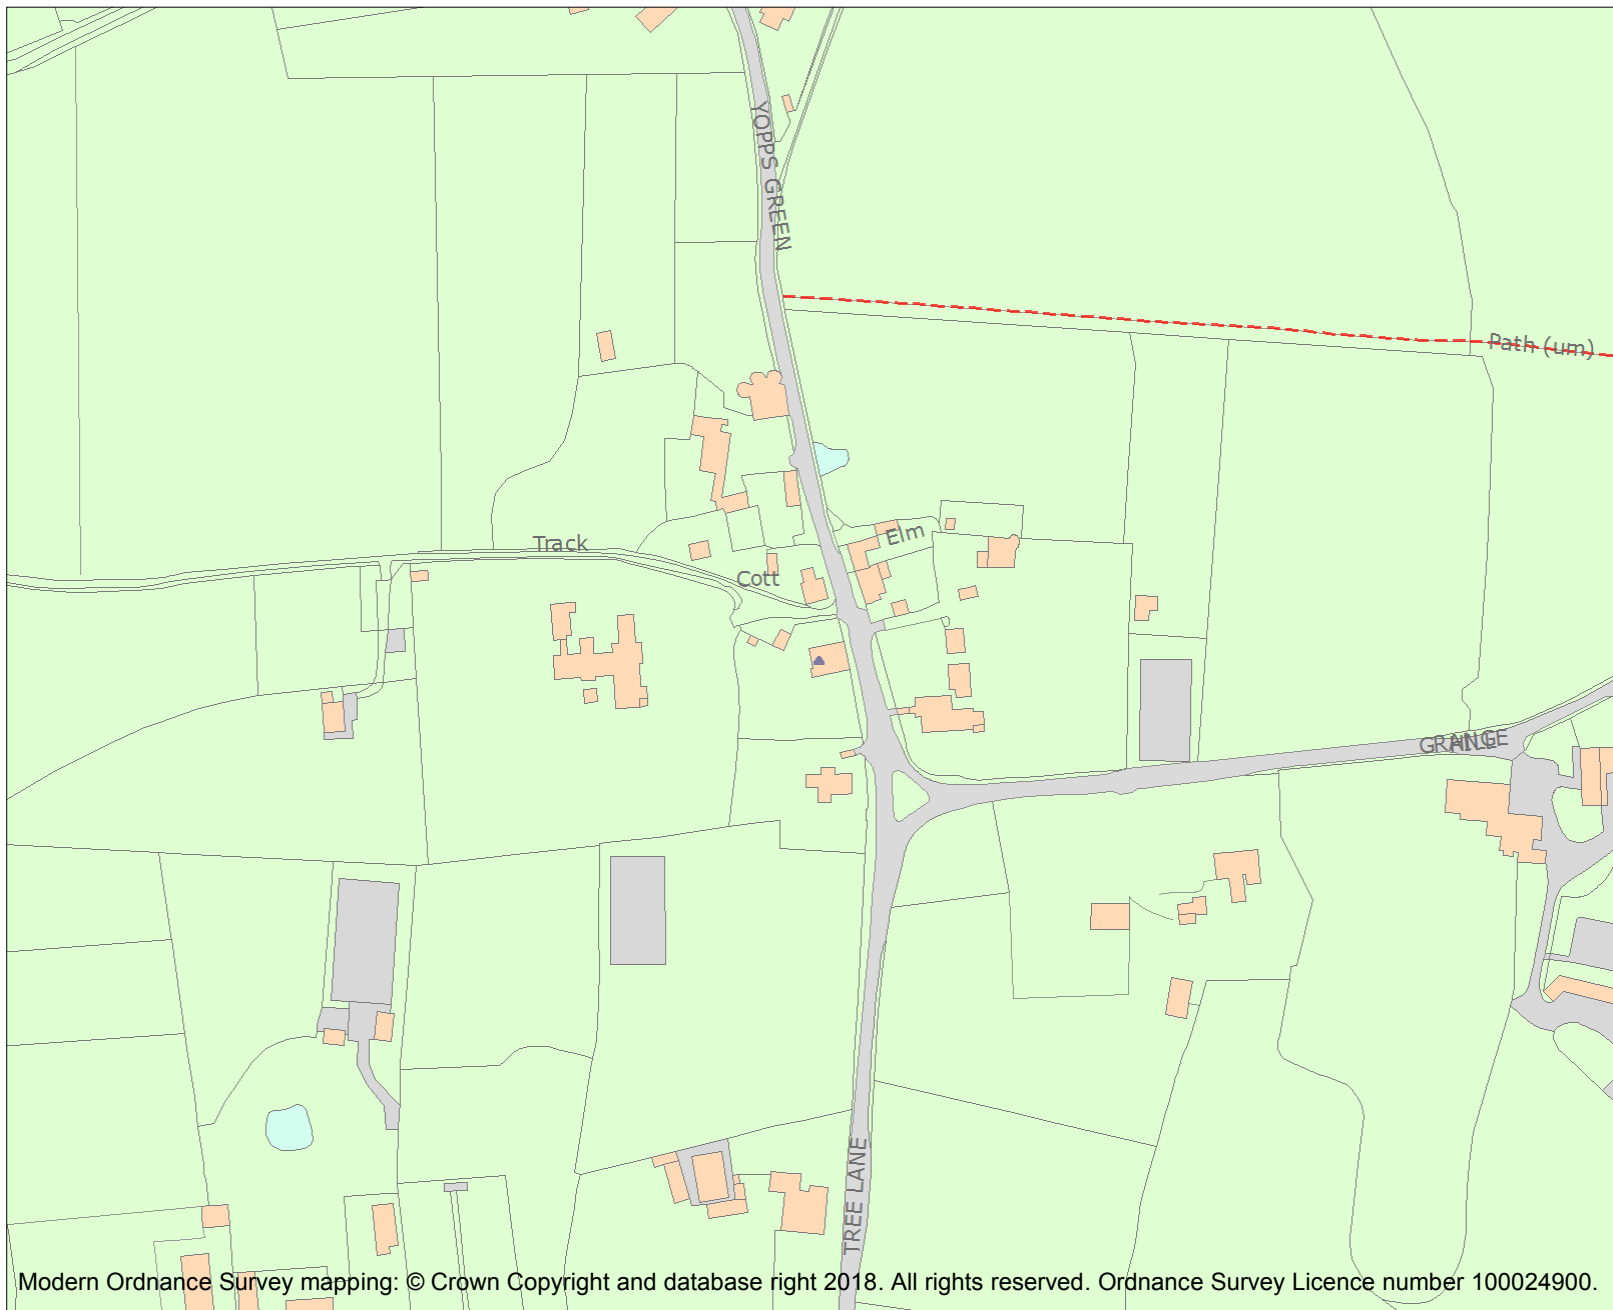 YOPPS GREEN
Path (um)
Elm
Track
Cott
GRANGE
HILL
TREE LANE
Modern Ordnance Survey mapping: © Crown Copyright and database right 2018. All rights reserved. Ordnance Survey Licence number 100024900.